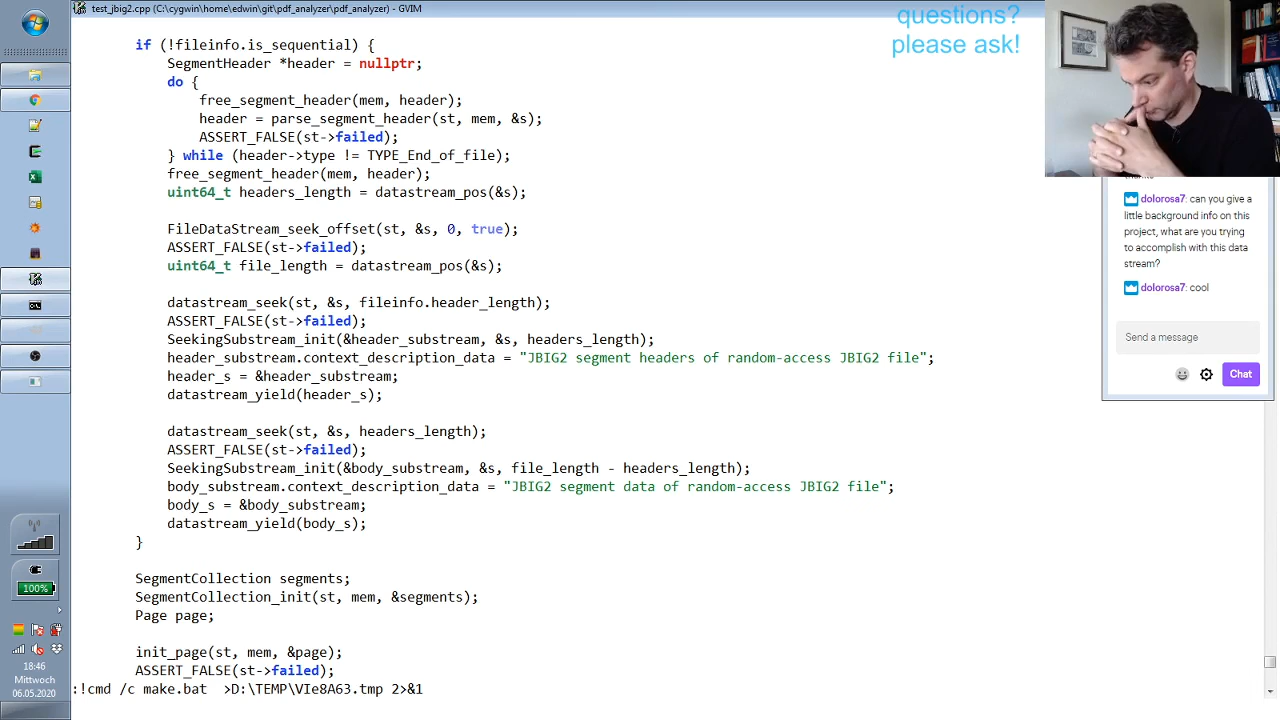 test_jbig2.cpp (C:\cygwin\home\edwin\git\pdf_analyzer\pdf_analyzer) - GVIM
questions?
please ask!
if (!fileinfo.is_sequential) {
SegmentHeader *header = nullptr;
do {
free_segment_header(mem, header);
header = parse_segment_header(st, mem, &s);
ASSERT_FALSE(st->failed);
} while (header->type != TYPE_End_of_file);
free_segment_header(mem, header);
uint64_t headers_length = datastream_pos(&s);
FileDataStream_seek_offset(st, &s, 0, true);
ASSERT_FALSE(st->failed);
uint64_t file_length = datastream_pos(&s);
datastream_seek(st, &s, fileinfo.header_length);
ASSERT_FALSE(st->failed);
SeekingSubstream_init(&header_substream, &s, headers_length);
header_substream.context_description_data = "JBIG2 segment headers of random-access JBIG2 file";
header_s = &header_substream;
datastream_yield(header_s);
datastream_seek(st, &s, headers_length);
ASSERT_FALSE(st->failed);
SeekingSubstream_init(&body_substream, &s, file_length - headers_length);
body_substream.context_description_data = "JBIG2 segment data of random-access JBIG2 file";
body_s = &body_substream;
datastream_yield(body_s);
}
SegmentCollection segments;
SegmentCollection_init(st, mem, &segments);
Page page;
init_page(st, mem, &page);
ASSERT_FALSE(st->failed);
:!cmd /c make.bat  >D:\TEMP\VIe8A63.tmp 2>&1
dolorosa7: can you give a
little background info on this
project, what are you trying
to accomplish with this data
stream?
dolorosa7: cool
Send a message
Chat
100%
18:46
Mittwoch
06.05.2020